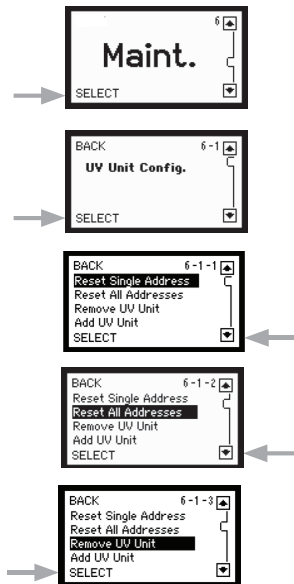 6
Maint.
SELECT
BACK 6-1
UV Unit Config.
SELECT
BACK 6-1-1
Reset Single Address
Reset All Addresses
Remove UV Unit
Add UV Unit
SELECT
BACK 6-1-2
Reset Single Address
Reset All Addresses
Remove UV Unit
Add UV Unit
SELECT
BACK 6-1-3
Reset Single Address
Reset All Addresses
Remove UV Unit
Add UV Unit
SELECT